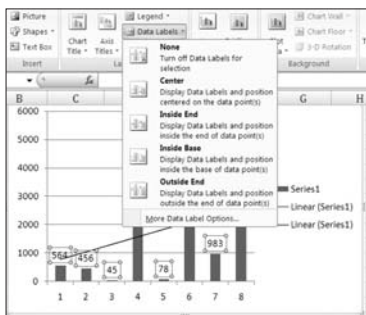 Picture
Shapes
Text Box
Insert
Chart Title
Axis Titles
La
Legend
Data Labels
Chart Wall
Chart Floor
3-D Rotation
Background
None
Turn off Data Labels for selection
Center
Display Data Labels and position centered on the data point(s)
Inside End
Display Data Labels and position inside the end of data point(s)
Inside Base
Display Data Labels and position inside the base of data point(s)
Outside End
Display Data Labels and position outside the end of data point(s)
More Data Label Options...
fx
B C G H
6000
5000
4000
3000
2000
1000
0
564
456
45
78
983
1 2 3 4 5 6 7 8
Series1
Linear (Series1)
Linear (Series1)